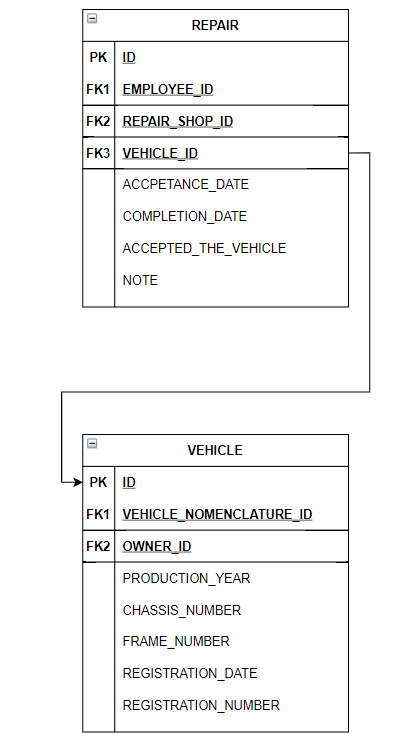 REPAIR
PK ID
FK1 EMPLOYEE_ID
FK2 REPAIR_SHOP_ID
FK3 VEHICLE_ID
ACCPETANCE_DATE
COMPLETION_DATE
ACCEPTED_THE_VEHICLE
NOTE
VEHICLE
PK ID
FK1 VEHICLE_NOMENCLATURE_ID
FK2 OWNER_ID
PRODUCTION_YEAR
CHASSIS_NUMBER
FRAME_NUMBER
REGISTRATION_DATE
REGISTRATION_NUMBER